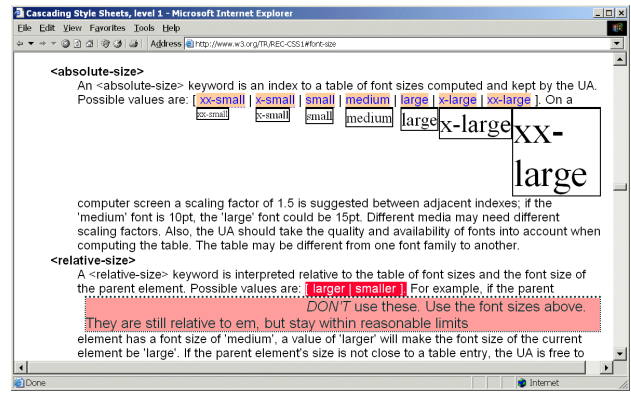 Cascading Style Sheets, level 1 - Microsoft Internet Explorer
File Edit View Favorites Tools Help
Address http://www.w3.org/TR/REC-CSS1#font-size
<absolute-size>
An <absolute-size> keyword is an index to a table of font sizes computed and kept by the UA.
Possible values are: [ xx-small | x-small | small | medium | large | x-large | xx-large ]. On a
xx-small x-small small medium large x-large xx-
large
computer screen a scaling factor of 1.5 is suggested between adjacent indexes; if the
'medium' font is 10pt, the 'large' font could be 15pt. Different media may need different
scaling factors. Also, the UA should take the quality and availability of fonts into account when
computing the table. The table may be different from one font family to another.
<relative-size>
A <relative-size> keyword is interpreted relative to the table of font sizes and the font size of
the parent element. Possible values are: [ larger | smaller ]. For example, if the parent
DON'T use these. Use the font sizes above.
They are still relative to em, but stay within reasonable limits
element has a font size of 'medium', a value of 'larger' will make the font size of the current
element be 'large'. If the parent element's size is not close to a table entry, the UA is free to
Done
Internet